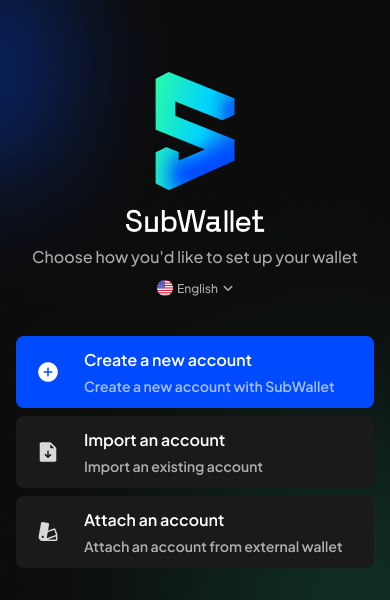 SubWallet
Choose how you'd like to set up your wallet
English
Create a new account
Create a new account with SubWallet
Import an account
Import an existing account
Attach an account
Attach an account from external wallet